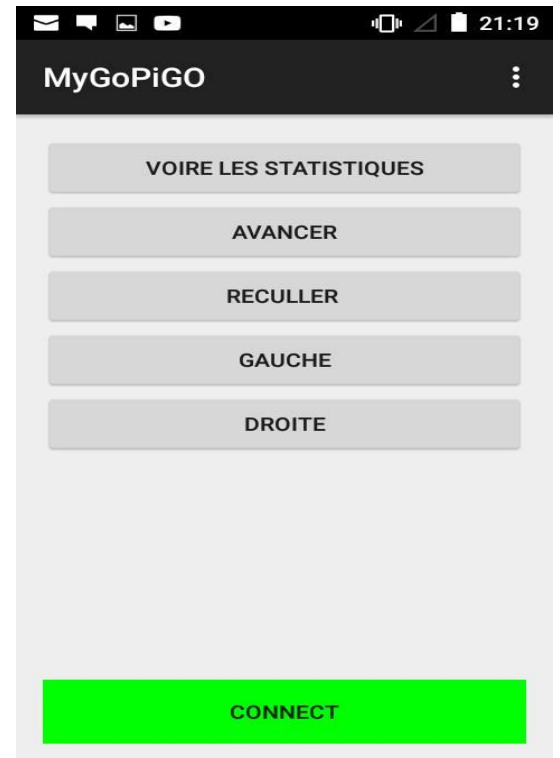 21:19
MyGoPiGO
VOIRE LES STATISTIQUES
AVANCER
RECULLER
GAUCHE
DROITE
CONNECT